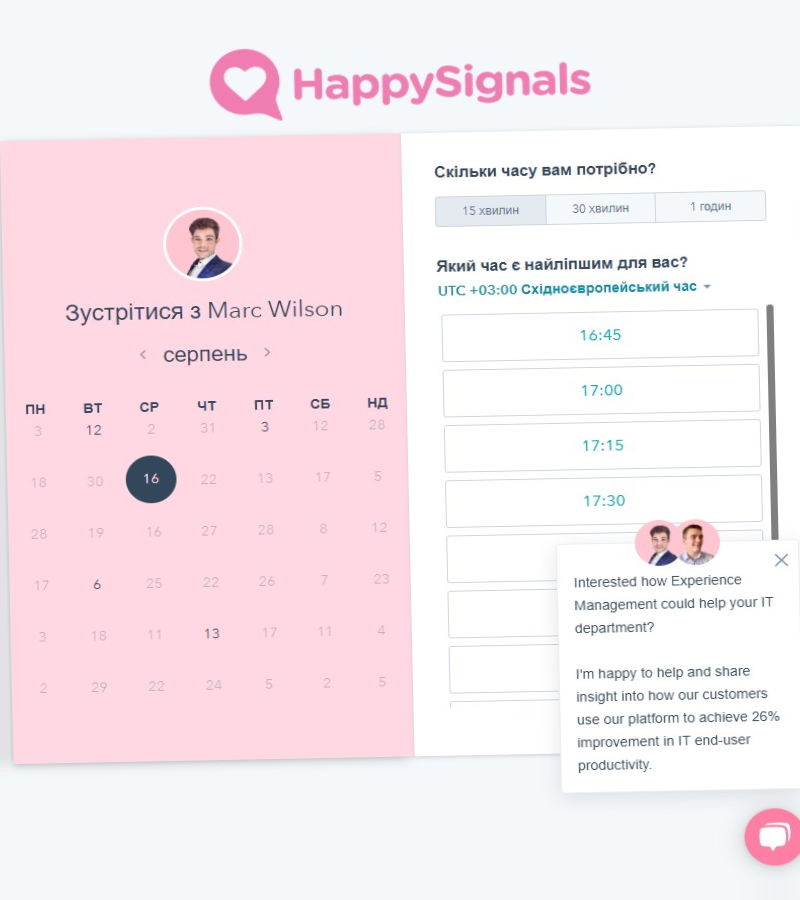 HappySignals
Зустрітися з Marc Wilson
серпень
ПН ВТ СР ЧТ ПТ СБ НД
3 12 2 31 3 12 28
18 30 16 22 13 17 5
28 19 16 27 28 8 12
17 6 25 22 26 7 23
3 18 11 13 17 11 4
2 29 22 24 5 2 5
Скільки часу вам потрібно?
15 хвилин 30 хвилин 1 годин
Який час є найліпшим для вас?
UTC +03:00 Східноєвропейський час
16:45
17:00
17:15
17:30
Interested how Experience
Management could help your IT
department?
I'm happy to help and share
insight into how our customers
use our platform to achieve 26%
improvement in IT end-user
productivity.